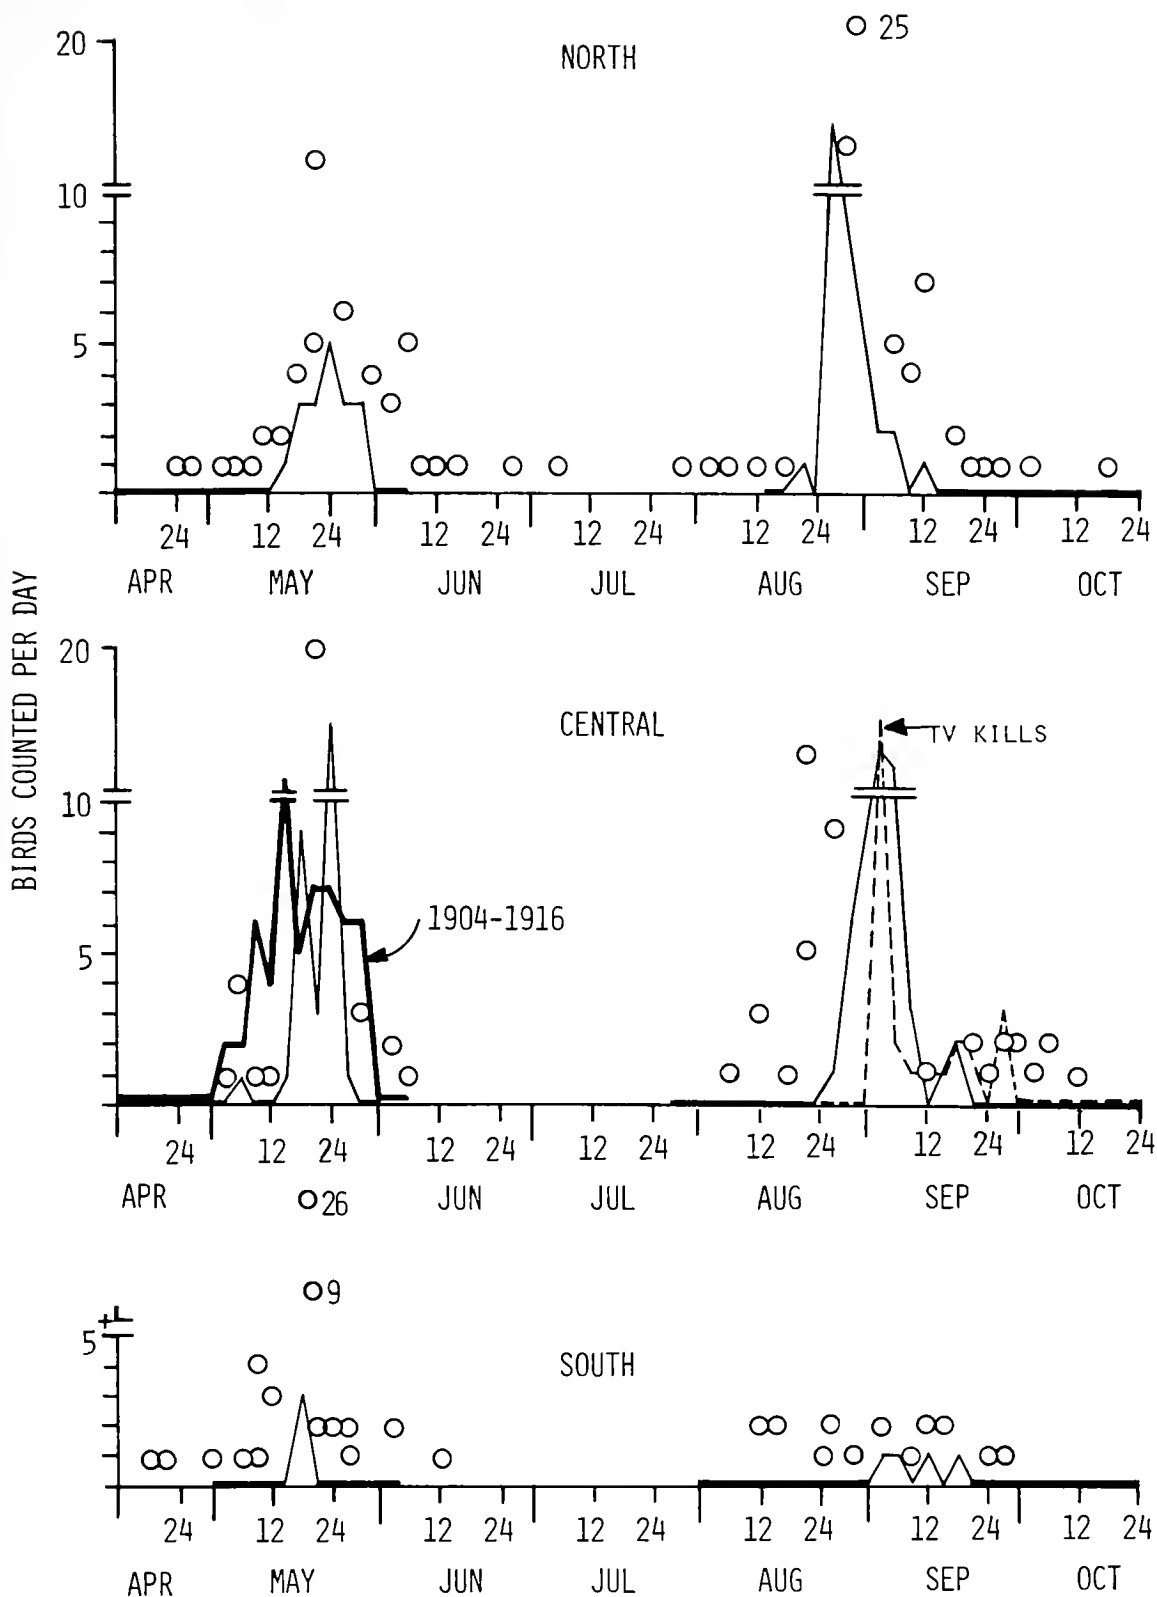 25
20
NORTH
10
5
24 12 24 12 24 12 24 12 24 12 24 12 24
APR MAY JUN JUL AUG SEP OCT
BIRDS COUNTED PER DAY
20
CENTRAL
TV KILLS
10
1904-1916
5
24 12 24 12 24 12 24 12 24 12 24 12 24
APR 26 JUN JUL AUG SEP OCT
9
5+
SOUTH
24 12 24 12 24 12 24 12 24 12 24 12 24
APR MAY JUN JUL AUG SEP OCT